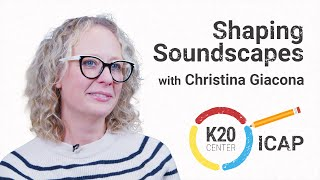 Shaping
Soundscapes
with Christina Giacona
K20
CENTER
ICAP